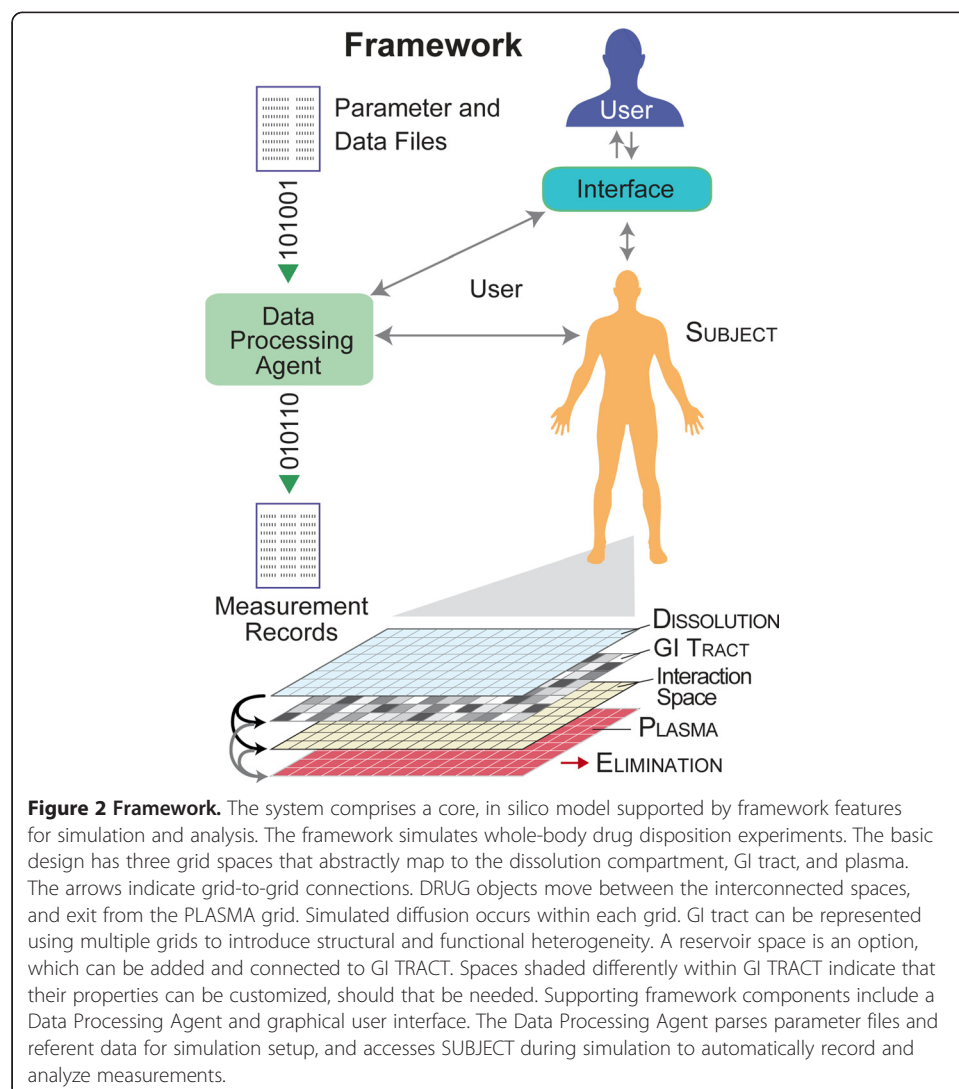 Framework
User
Parameter and
Data Files
Interface
101001
User
Data
Processing
Agent
SUBJECT
010110
Measurement
Records
DISSOLUTION
GI TRACT
Interaction
Space
PLASMA
ELIMINATION
Figure 2 Framework. The system comprises a core, in silico model supported by framework features
for simulation and analysis. The framework simulates whole-body drug disposition experiments. The basic
design has three grid spaces that abstractly map to the dissolution compartment, GI tract, and plasma.
The arrows indicate grid-to-grid connections. DRUG objects move between the interconnected spaces,
and exit from the PLASMA grid. Simulated diffusion occurs within each grid. GI tract can be represented
using multiple grids to introduce structural and functional heterogeneity. A reservoir space is an option,
which can be added and connected to GI TRACT. Spaces shaded differently within GI TRACT indicate that
their properties can be customized, should that be needed. Supporting framework components include a
Data Processing Agent and graphical user interface. The Data Processing Agent parses parameter files and
referent data for simulation setup, and accesses SUBJECT during simulation to automatically record and
analyze measurements.